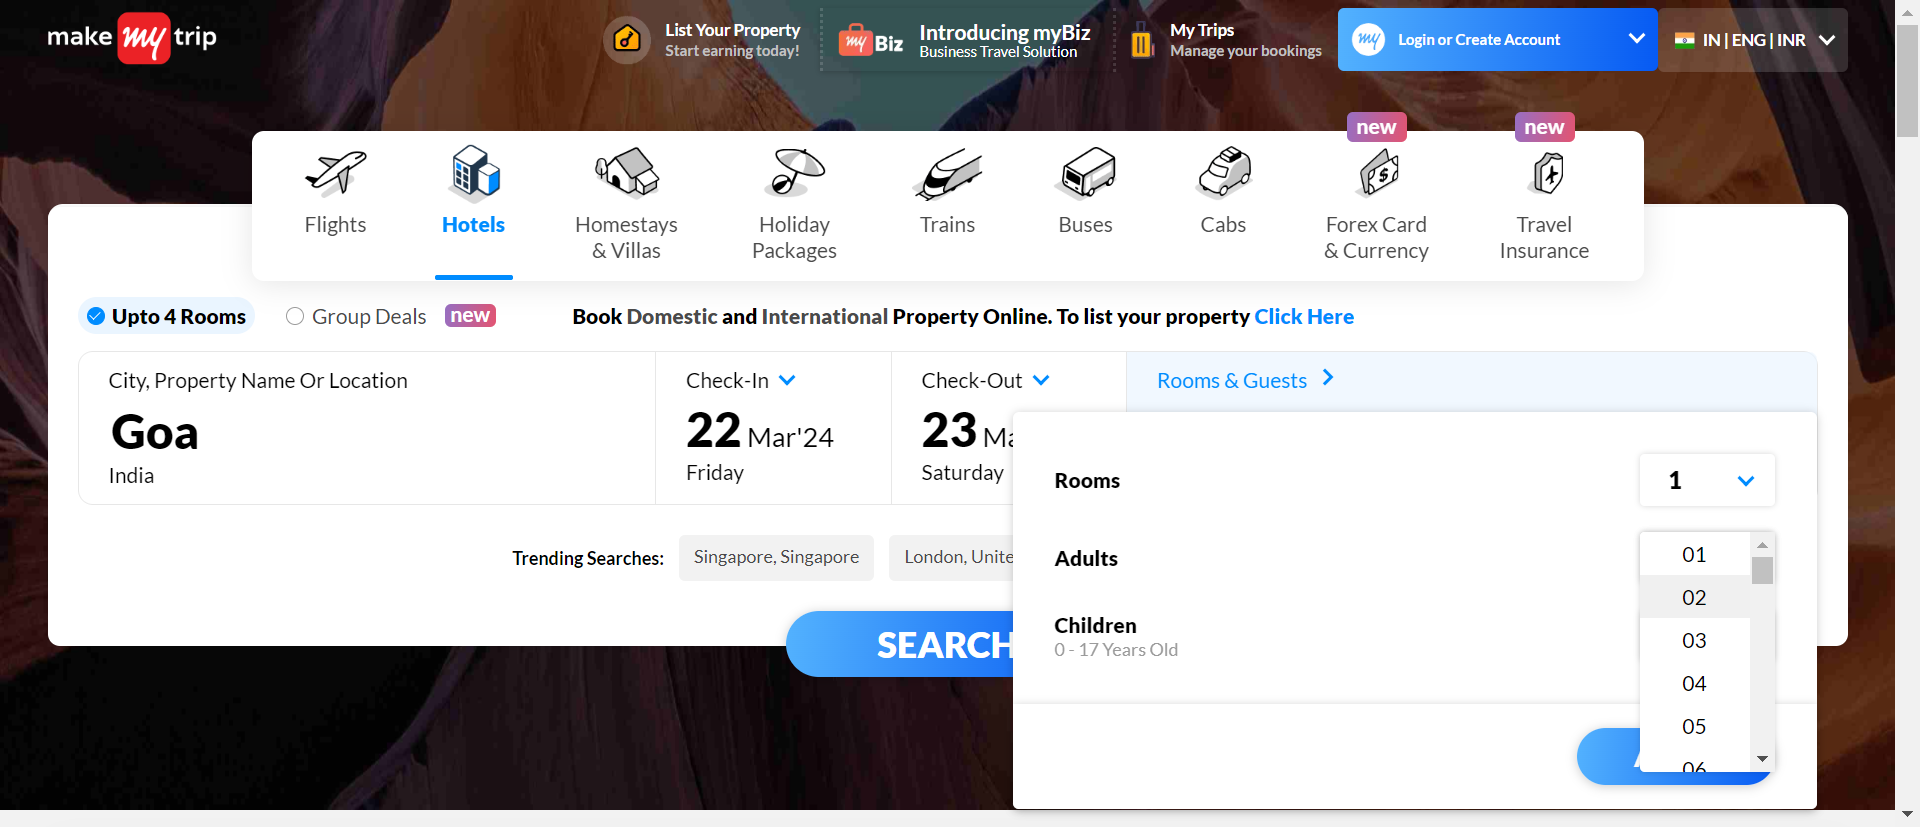 make my trip
List Your Property
Start earning today!
my Biz
Introducing myBiz
Business Travel Solution
My Trips
Manage your bookings
my
Login or Create Account
IN | ENG | INR
new
new
Flights
Hotels
Homestays
& Villas
Holiday
Packages
Trains
Buses
Cabs
Forex Card
& Currency
Travel
Insurance
Upto 4 Rooms
Group Deals
new
Book Domestic and International Property Online. To list your property Click Here
City, Property Name Or Location
Goa
India
Check-In
22 Mar'24
Friday
Check-Out
23 Ma
Saturday
Rooms & Guests
Rooms
1
Adults
Children
0 - 17 Years Old
01
02
03
04
05
06
Trending Searches:
Singapore, Singapore
London, Unite
SEARCH